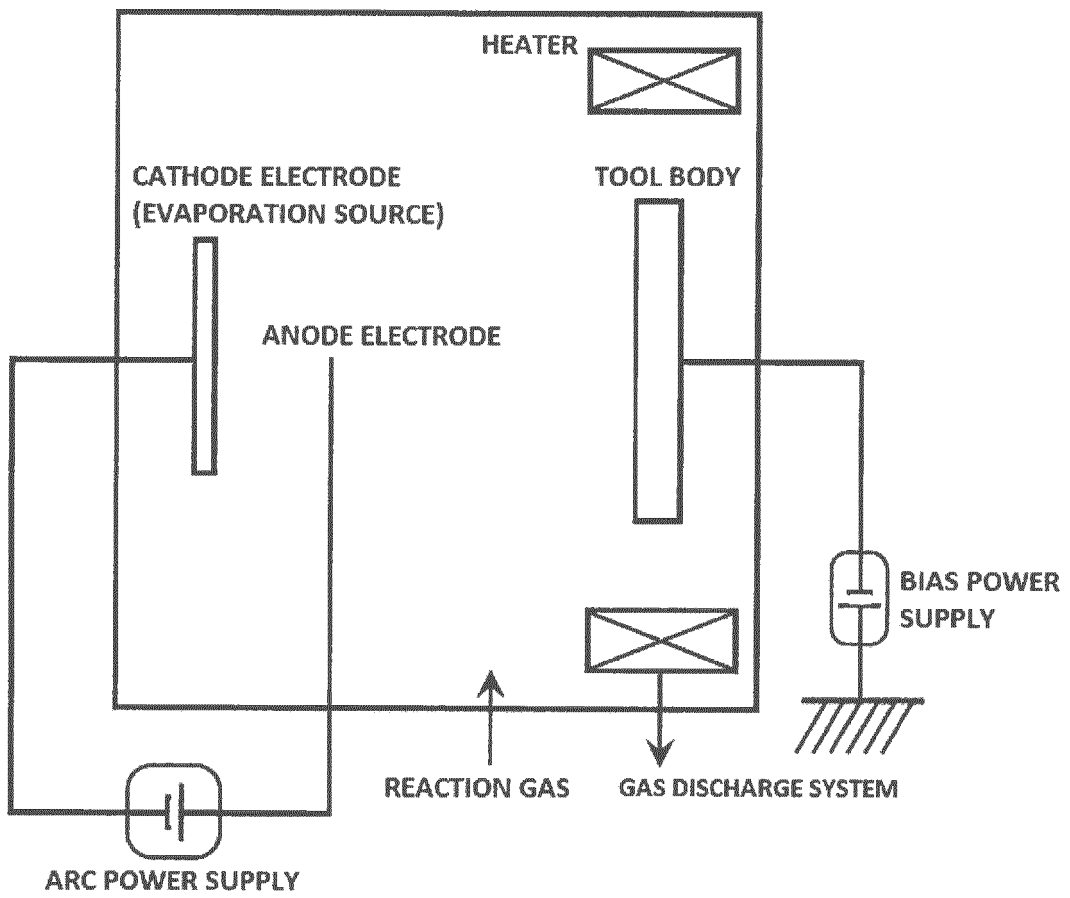 HEATER
CATHODE ELECTRODE
(EVAPORATION SOURCE)
TOOL BODY
ANODE ELECTRODE
BIAS POWER
SUPPLY
REACTION GAS
GAS DISCHARGE SYSTEM
ARC POWER SUPPLY